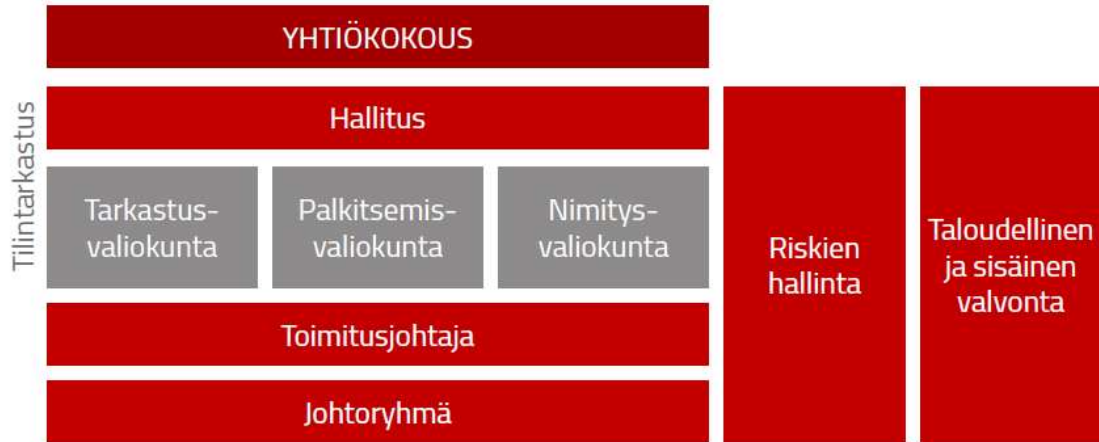 YHTIÖKOKOUS
Tilintarkastus
Hallitus
Tarkastus-
valiokunta
Palkitsemis-
valiokunta
Nimitys-
valiokunta
Toimitusjohtaja
Johtoryhmä
Riskien
hallinta
Taloudellinen
ja sisäinen
valvonta